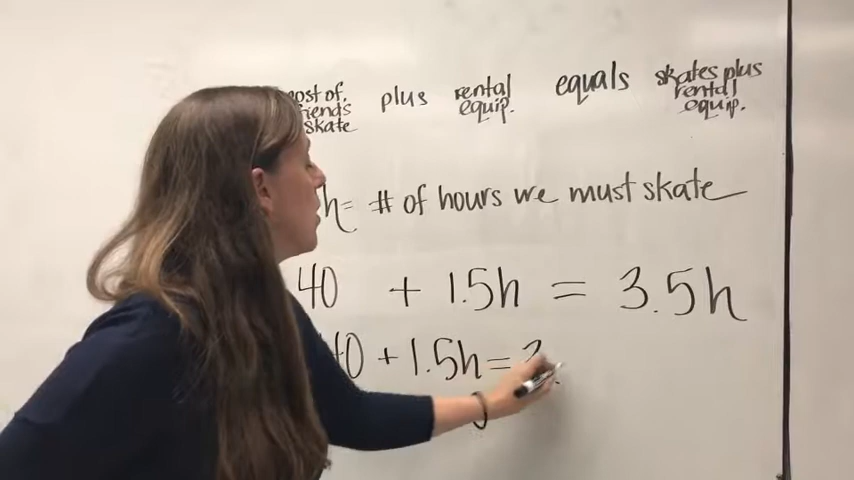 cost of friend's skate plus rental equip. equals skates plus rental equip.
h = # of hours we must skate
40 + 1.5h = 3.5h
40 + 1.5h = 3